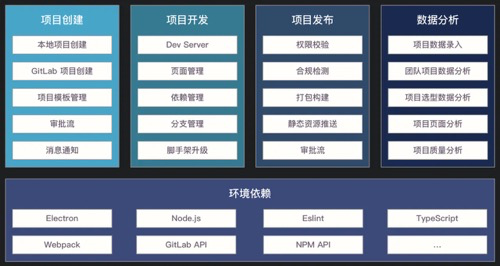 项目创建
本地项目创建
GitLab 项目创建
项目模板管理
审批流
消息通知
项目开发
Dev Server
页面管理
依赖管理
分支管理
脚手架升级
项目发布
权限校验
合规检测
打包构建
静态资源推送
审批流
数据分析
项目数据录入
团队项目数据分析
项目选型数据分析
项目页面分析
项目质量分析
环境依赖
Electron
Node.js
Eslint
TypeScript
Webpack
GitLab API
NPM API
...